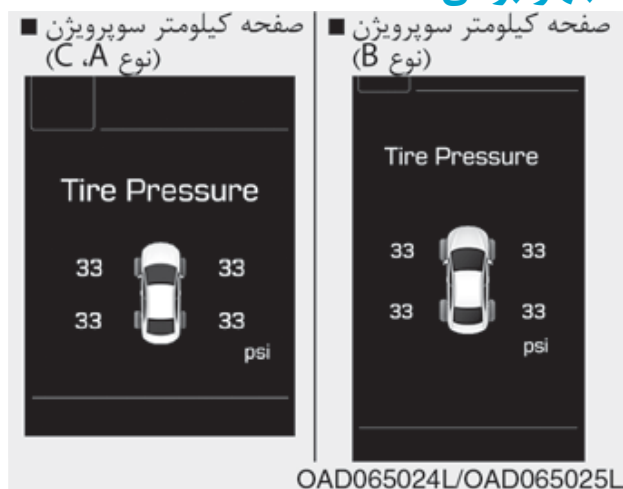 ■ صفحه کیلومتر سوپرویژن
(نوع B)
Tire Pressure
33 33
33 33
psi
■ صفحه کیلومتر سوپرویژن
(نوع A، C)
Tire Pressure
33 33
33 33
psi
OAD065024L/OAD065025L